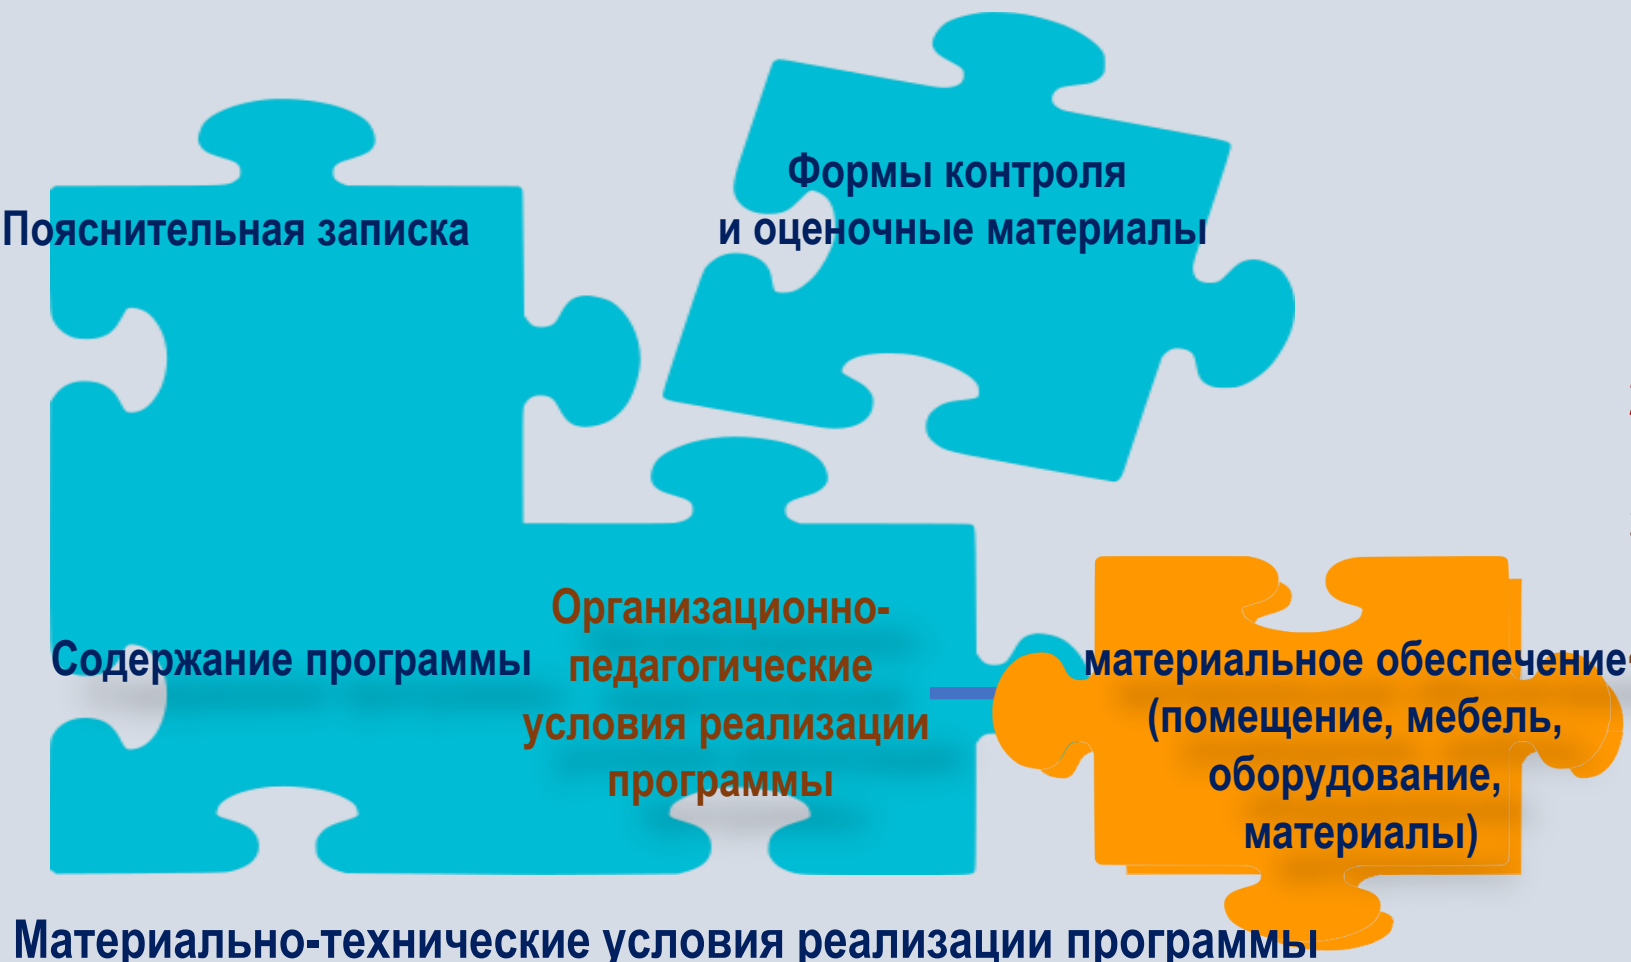 Пояснительная записка
Формы контроля
и оценочные материалы
Содержание программы
Организационно-
педагогические
условия реализации
программы
материальное обеспечение
(помещение, мебель,
оборудование,
материалы)
Материально-технические условия реализации программы